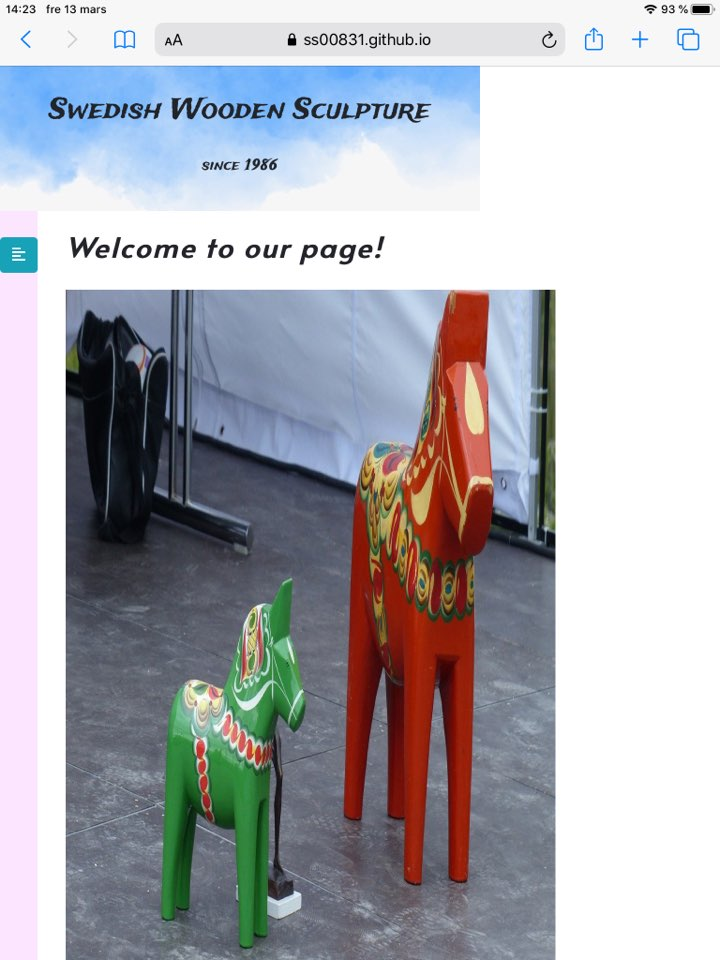 14:23 fre 13 mars 93 %
AA ss00831.github.io
Swedish Wooden Sculpture
since 1986
Welcome to our page!